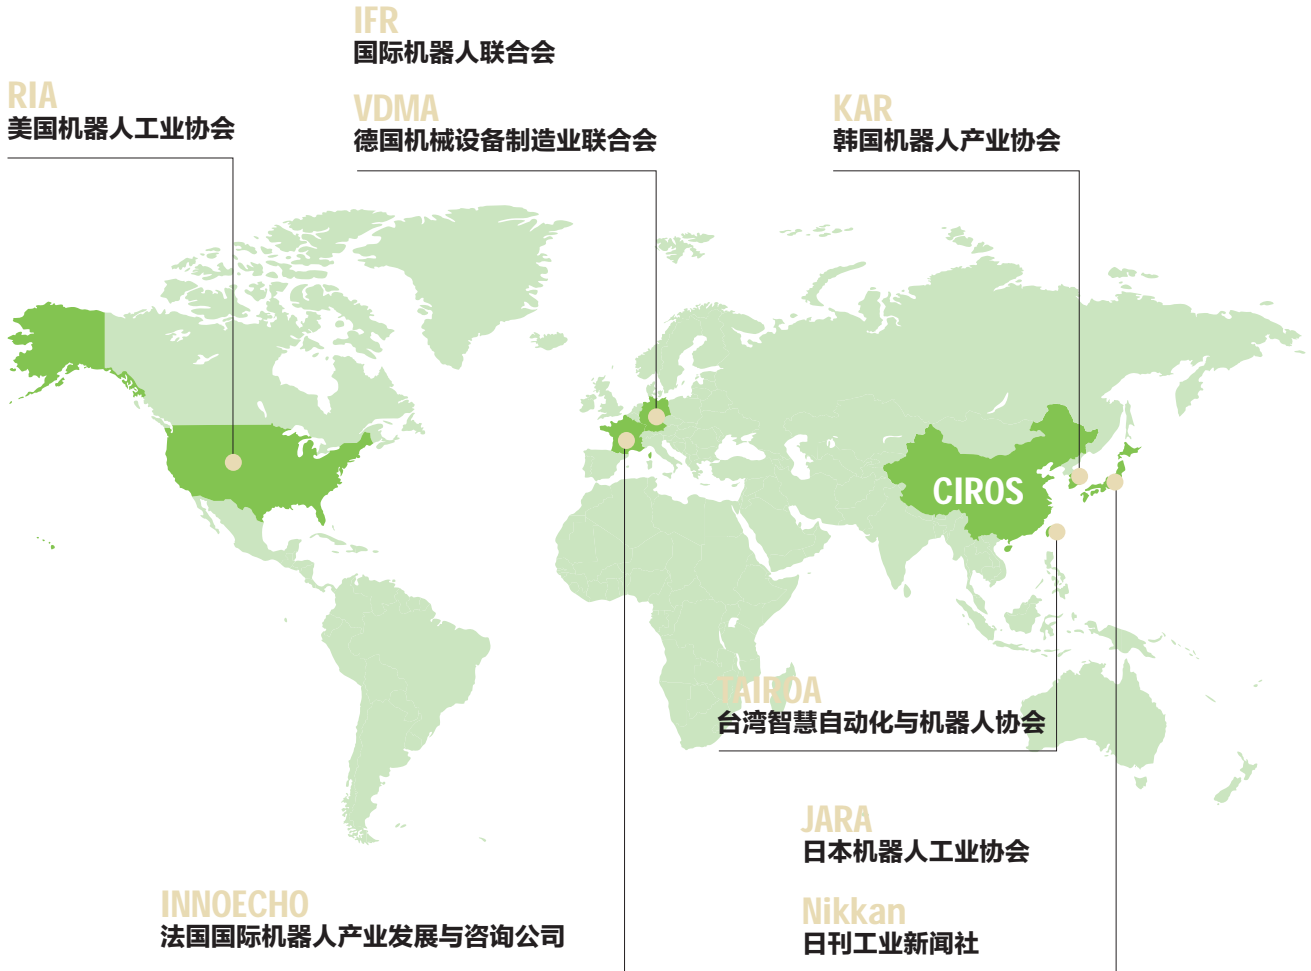 IFR
国际机器人联合会
RIA
美国机器人工业协会
VDMA
德国机械设备制造业联合会
KAR
韩国机器人产业协会
CIROS
TAIROA
台湾智慧自动化与机器人协会
JARA
日本机器人工业协会
INNOECHO
法国国际机器人产业发展与咨询公司
Nikkan
日刊工业新闻社